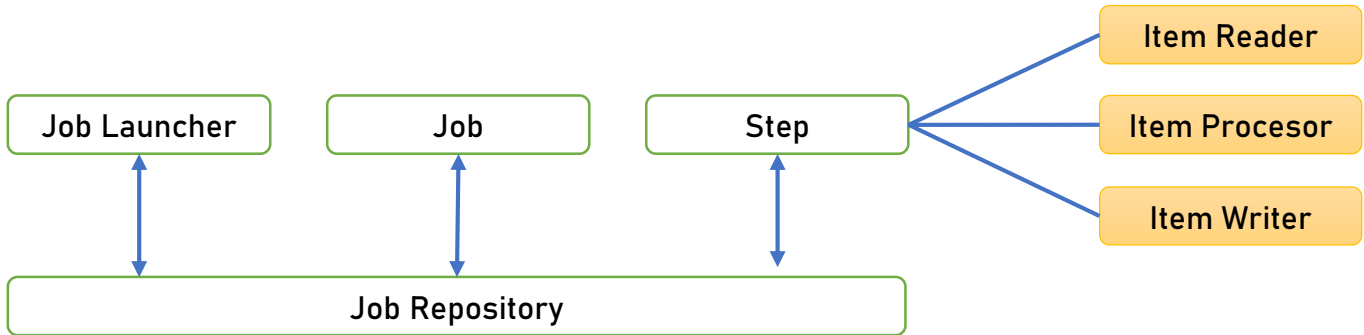 Item Reader
Job Launcher
Job
Step
Item Procesor
Item Writer
Job Repository